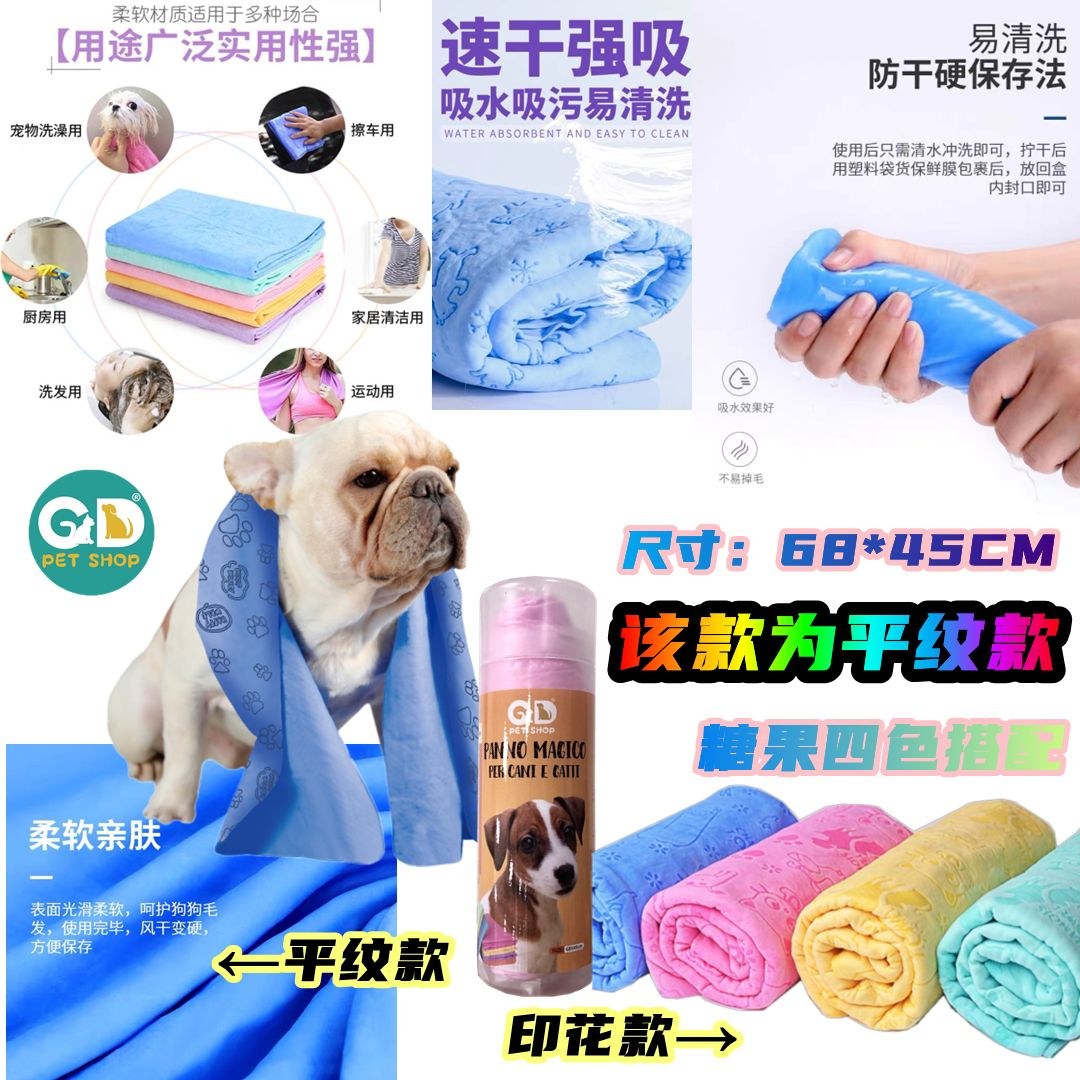 柔软材质适用于多种场合
【用途广泛实用性强】
宠物洗澡用
擦车用
厨房用
家居清洁用
洗发用
运动用
速干强吸
吸水吸污易清洗
WATER ABSORBENT AND EASY TO CLEAN
易清洗
防干硬保存法
使用后只需清水冲洗即可，拧干后
用塑料袋货保鲜膜包裹后，放回盒
内封口即可
吸水效果好
不易掉毛
GD®
PET SHOP
尺寸：68*45CM
该款为平纹款
糖果四色搭配
GD
PET SHOP
PANNO MAGICO
PER CANI E GATTI
柔软亲肤
表面光滑柔软，呵护狗狗毛
发，使用完毕，风干变硬，
方便保存
←平纹款
印花款→